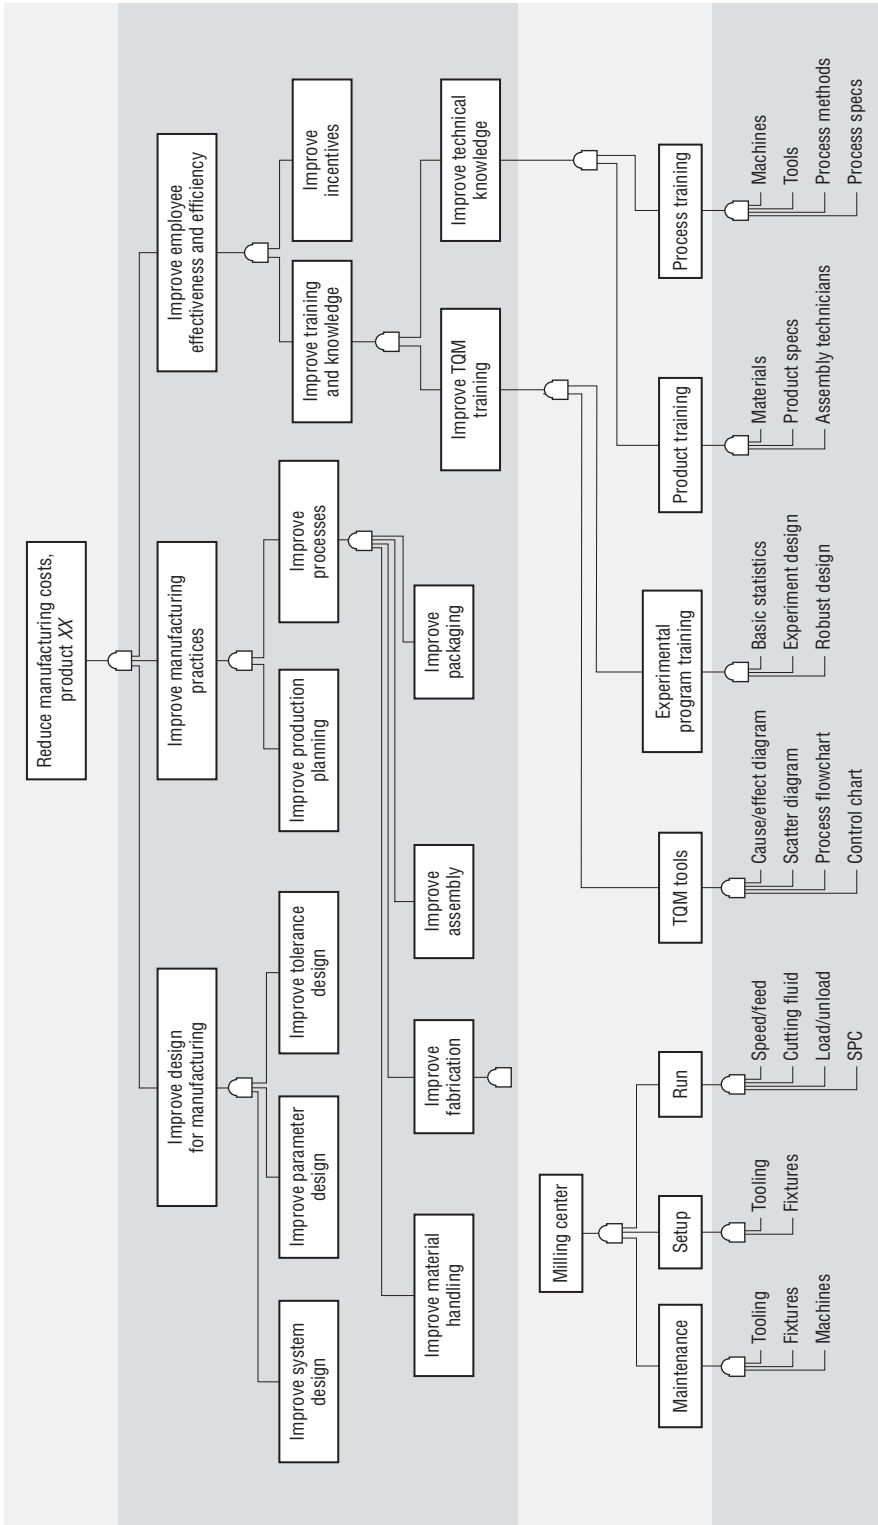 Reduce manufacturing costs,
product XX
Improve design
for manufacturing
Improve manufacturing
practices
Improve employee
effectiveness and efficiency
Improve system
design
Improve parameter
design
Improve tolerance
design
Improve production
planning
Improve
processes
Improve training
and knowledge
Improve
incentives
Improve material
handling
Improve
fabrication
Improve
assembly
Improve
packaging
Improve TQM
training
Improve technical
knowledge
Milling center
Maintenance
Setup
Run
TQM tools
Experimental
program training
Product training
Process training
Tooling
Fixtures
Machines
Tooling
Fixtures
Speed/feed
Cutting fluid
Load/unload
SPC
Cause/effect diagram
Scatter diagram
Process flowchart
Control chart
Basic statistics
Experiment design
Robust design
Materials
Product specs
Assembly technicians
Machines
Tools
Process methods
Process specs